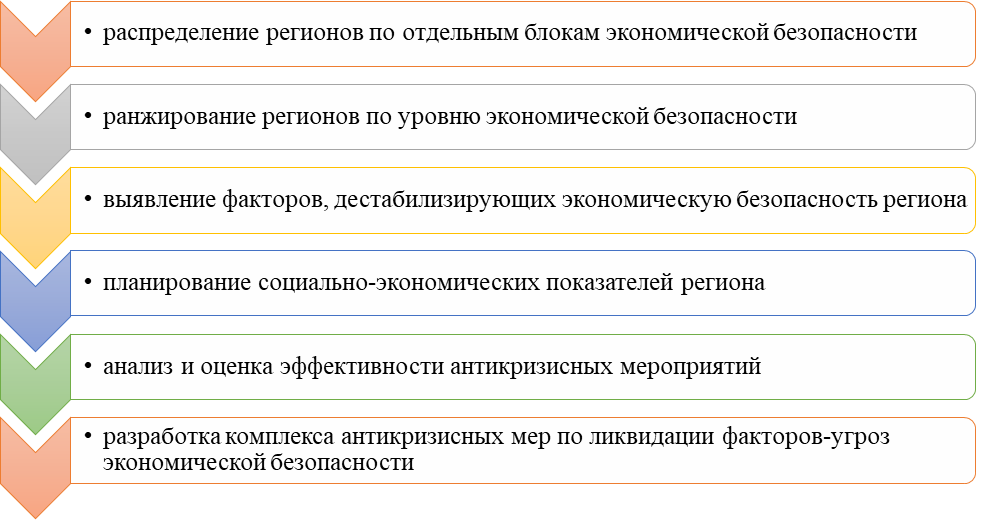 • распределение регионов по отдельным блокам экономической безопасности
• ранжирование регионов по уровню экономической безопасности
• выявление факторов, дестабилизирующих экономическую безопасность региона
• планирование социально-экономических показателей региона
• анализ и оценка эффективности антикризисных мероприятий
• разработка комплекса антикризисных мер по ликвидации факторов-угроз
экономической безопасности